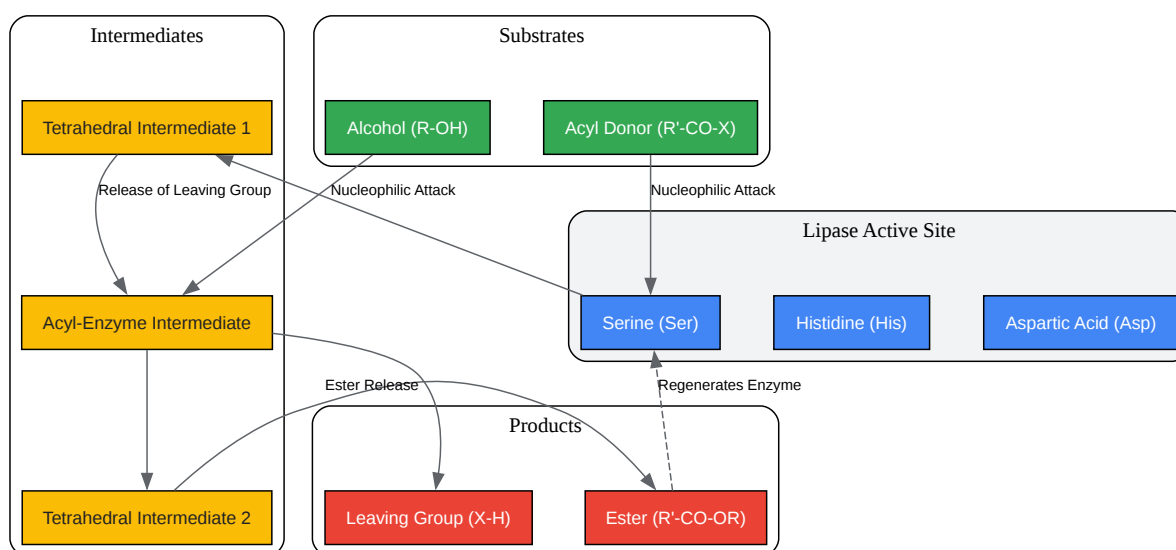 Intermediates
Substrates
Tetrahedral Intermediate 1
Alcohol (R-OH)
Acyl Donor (R'-CO-X)
Release of Leaving Group
Nucleophilic Attack
Nucleophilic Attack
Lipase Active Site
Acyl-Enzyme Intermediate
Serine (Ser)
Histidine (His)
Aspartic Acid (Asp)
Ester Release
Regenerates Enzyme
Products
Tetrahedral Intermediate 2
Leaving Group (X-H)
Ester (R'-CO-OR)